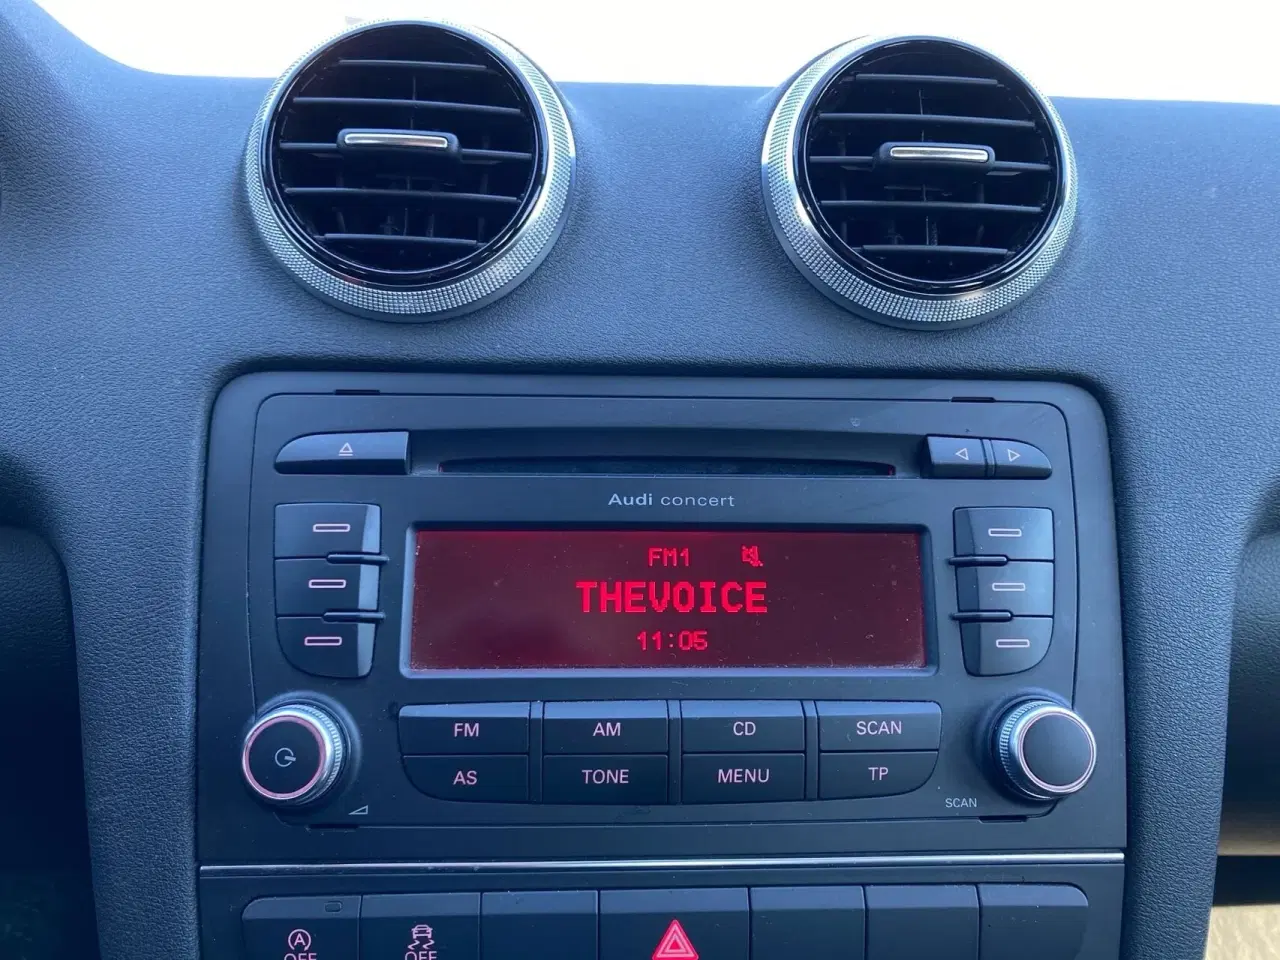 Audi concert
FM1
THEVOICE
11:05
FM
AM
CD
SCAN
AS
TONE
MENU
TP
SCAN
A
OFF
OFF